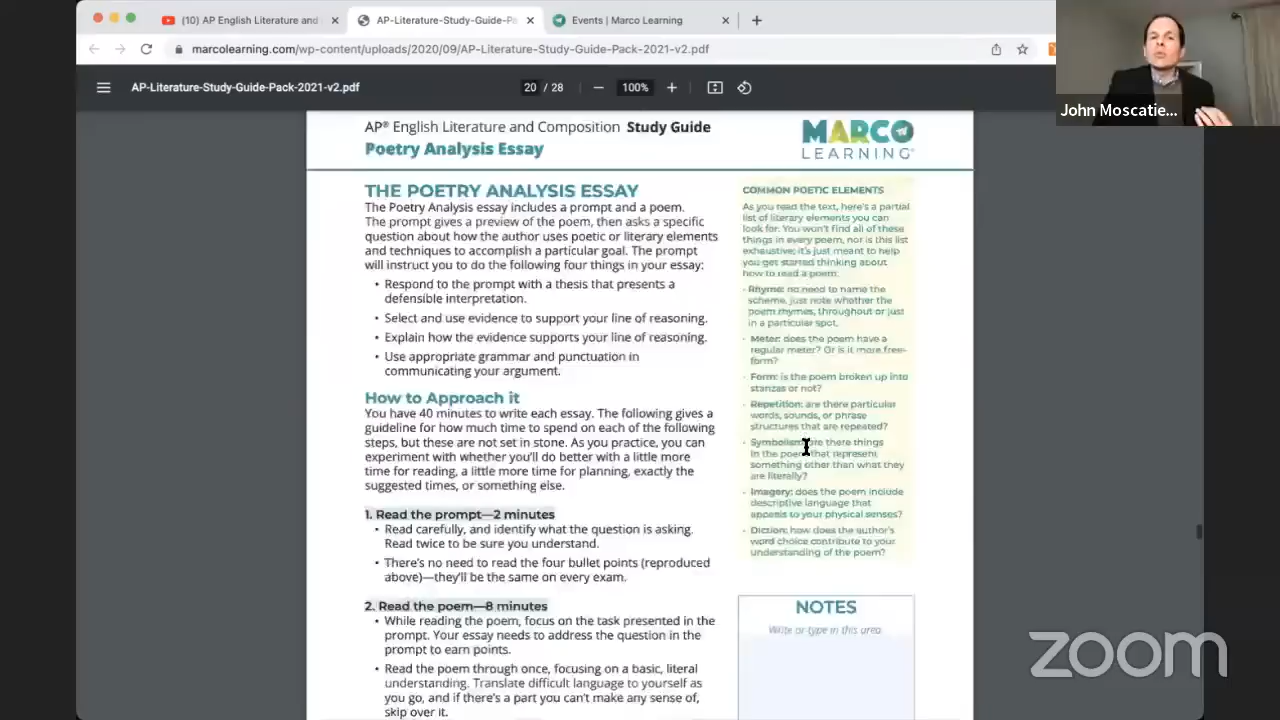 (10) AP English Literature and
AP-Literature-Study-Guide-Pa
Events | Marco Learning
marcolearning.com/wp-content/uploads/2020/09/AP-Literature-Study-Guide-Pack-2021-v2.pdf
AP-Literature-Study-Guide-Pack-2021-v2.pdf
20 / 28
100%
John Moscatie...
AP® English Literature and Composition Study Guide
Poetry Analysis Essay
MARCO
LEARNING
THE POETRY ANALYSIS ESSAY
The Poetry Analysis essay includes a prompt and a poem.
The prompt gives a preview of the poem, then asks a specific
question about how the author uses poetic or literary elements
and techniques to accomplish a particular goal. The prompt
will instruct you to do the following four things in your essay:
• Respond to the prompt with a thesis that presents a
defensible interpretation.
• Select and use evidence to support your line of reasoning.
• Explain how the evidence supports your line of reasoning.
• Use appropriate grammar and punctuation in
communicating your argument.
How to Approach it
You have 40 minutes to write each essay. The following gives a
guideline for how much time to spend on each of the following
steps, but these are not set in stone. As you practice, you can
experiment with whether you'll do better with a little more
time for reading, a little more time for planning, exactly the
suggested times, or something else.
1. Read the prompt—2 minutes
• Read carefully, and identify what the question is asking.
Read twice to be sure you understand.
• There's no need to read the four bullet points (reproduced
above)—they'll be the same on every exam.
2. Read the poem—8 minutes
• While reading the poem, focus on the task presented in the
prompt. Your essay needs to address the question in the
prompt to earn points.
• Read the poem through once, focusing on a basic, literal
understanding. Translate difficult language to yourself as
you go, and if there's a part you can't make any sense of,
skip over it.
COMMON POETIC ELEMENTS
As you read the text, here's a partial
list of literary elements you can
look for. You won't find all of these
things in every poem, nor is this list
exhaustive; it's just meant to help
you get started thinking about
how to read a poem.
• Rhyme: no need to name the
scheme, just note whether the
poem rhymes, throughout or just
in a particular spot.
• Meter: does the poem have a
regular meter? Or is it more free-
form?
• Form: is the poem broken up into
stanzas or not?
• Repetition: are there particular
words, sounds, or phrase
structures that are repeated?
• Symbolism: are there things
in the poem that represent
something other than what they
are literally?
• Imagery: does the poem include
descriptive language that
appeals to your physical senses?
• Diction: how does the author's
word choice contribute to your
understanding of the poem?
NOTES
Write or type in this area.
zoom